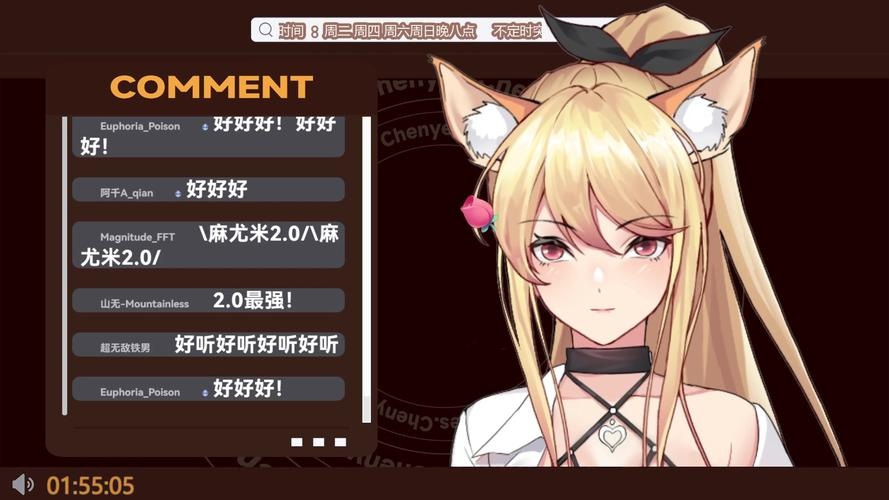 时间 : 周二 周四 周六周日晚八点 不定时突
COMMENT
Euphoria_Poison 好好好! 好好
好!
阿千A_qian 好好好
Magnitude_FFT \麻尤米2.0/\麻
尤米2.0/
山无-Mountainless 2.0最强!
超无敌铁男 好听好听好听好听
Euphoria_Poison 好好好!
01:55:05